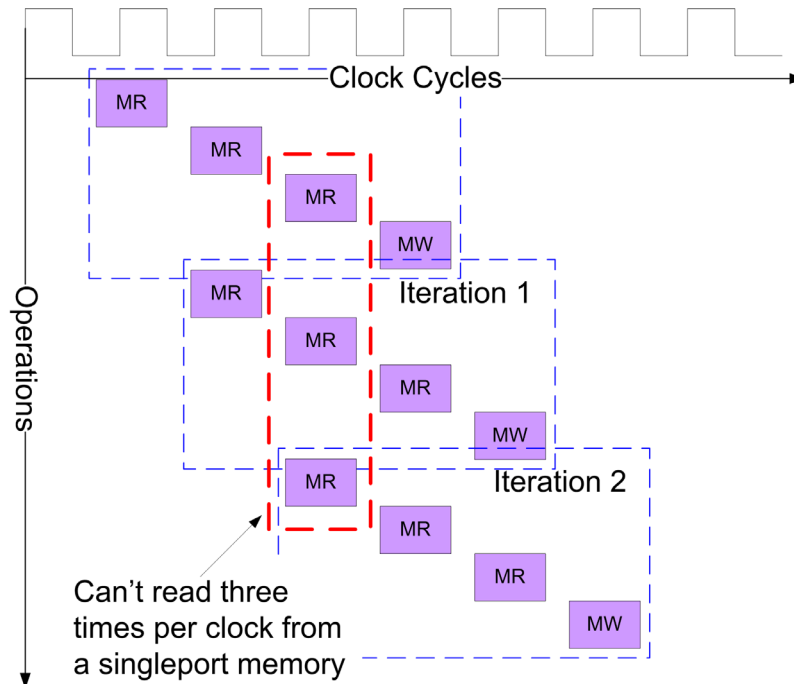 Clock Cycles
MR
MR
MR
MW
MR
Iteration 1
MR
MR
MW
MR
Iteration 2
MR
MR
MW
Operations
Can't read three
times per clock from
a singleport memory